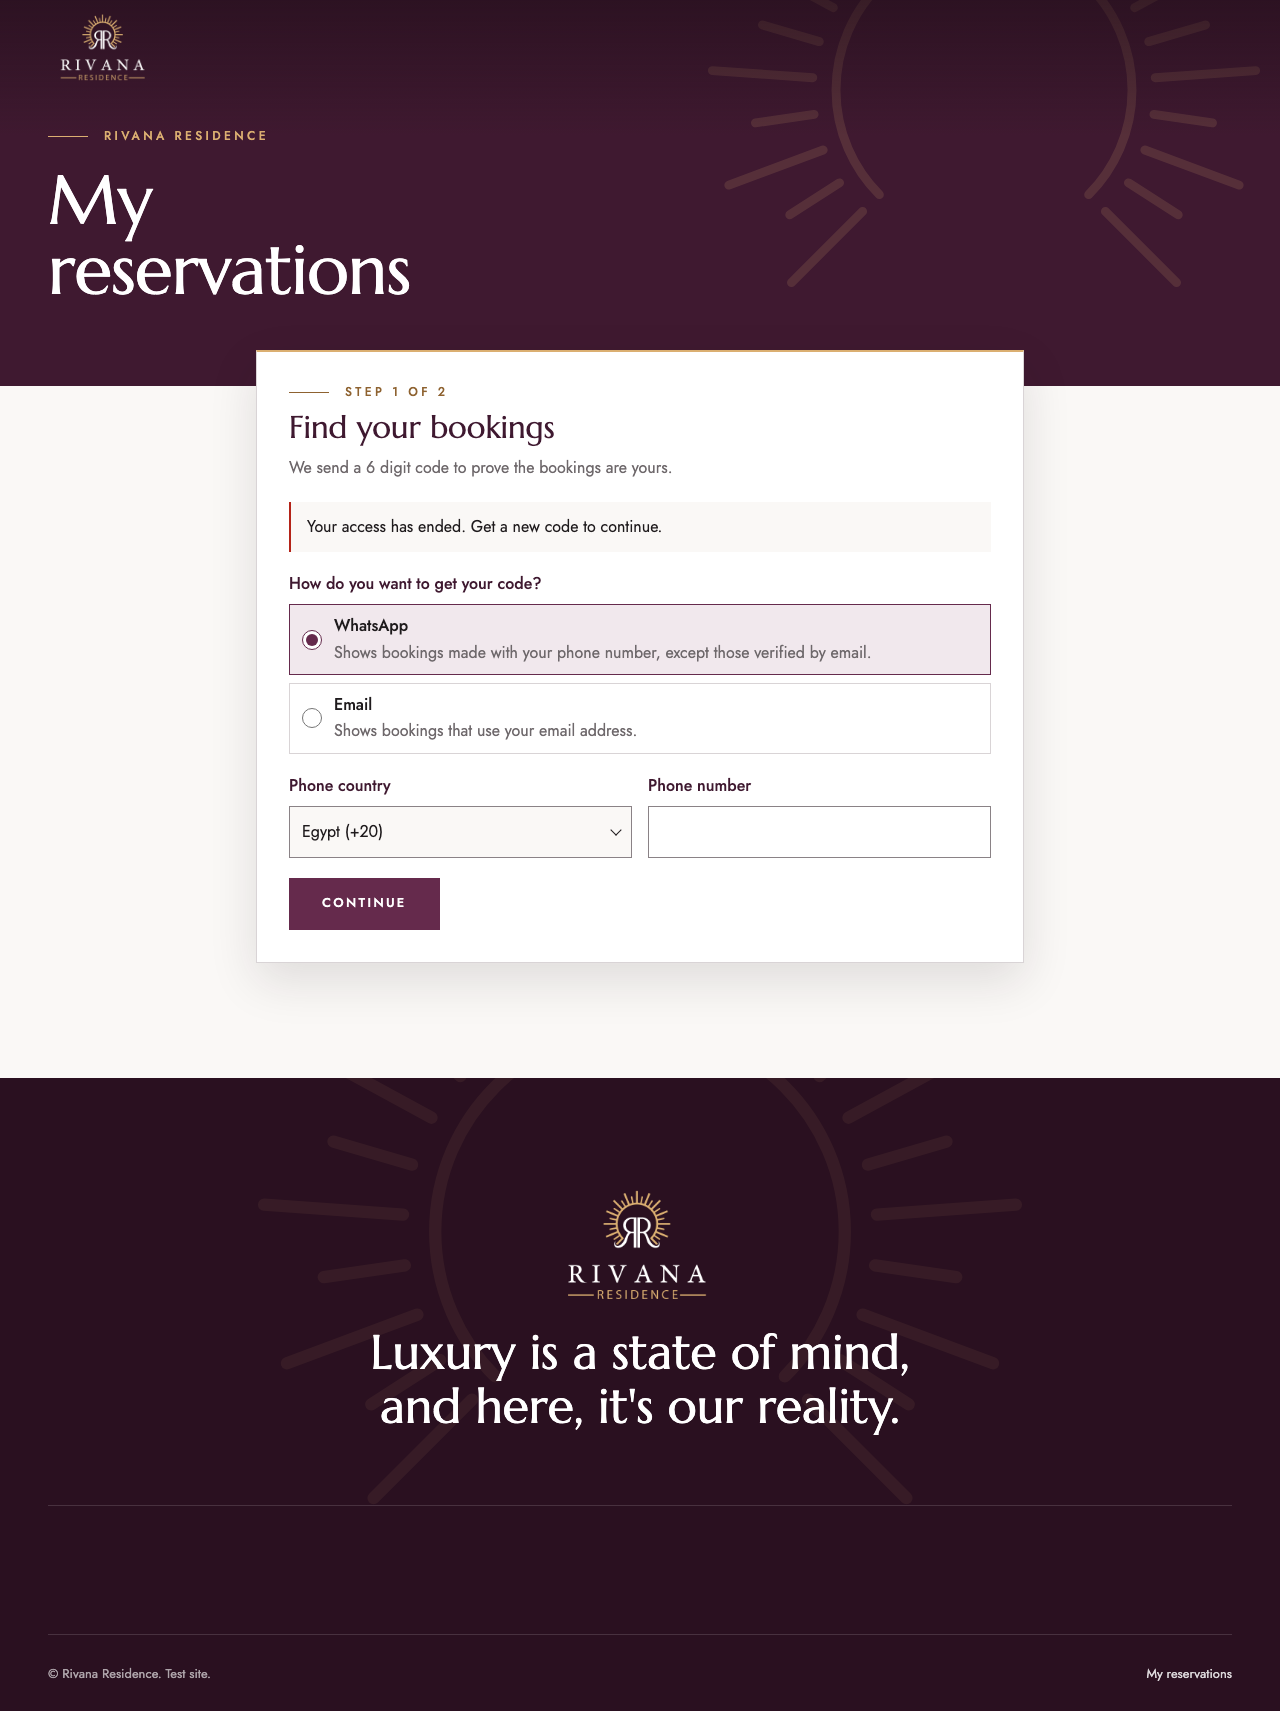 RIVANA
RESIDENCE
RIVANA RESIDENCE
My
reservations
STEP 1 OF 2
Find your bookings
We send a 6 digit code to prove the bookings are yours.
Your access has ended. Get a new code to continue.
How do you want to get your code?
WhatsApp
Shows bookings made with your phone number, except those verified by email.
Email
Shows bookings that use your email address.
Phone country Phone number
Egypt (+20)
CONTINUE
RIVANA
RESIDENCE
Luxury is a state of mind,
and here, it's our reality.
© Rivana Residence. Test site. My reservations